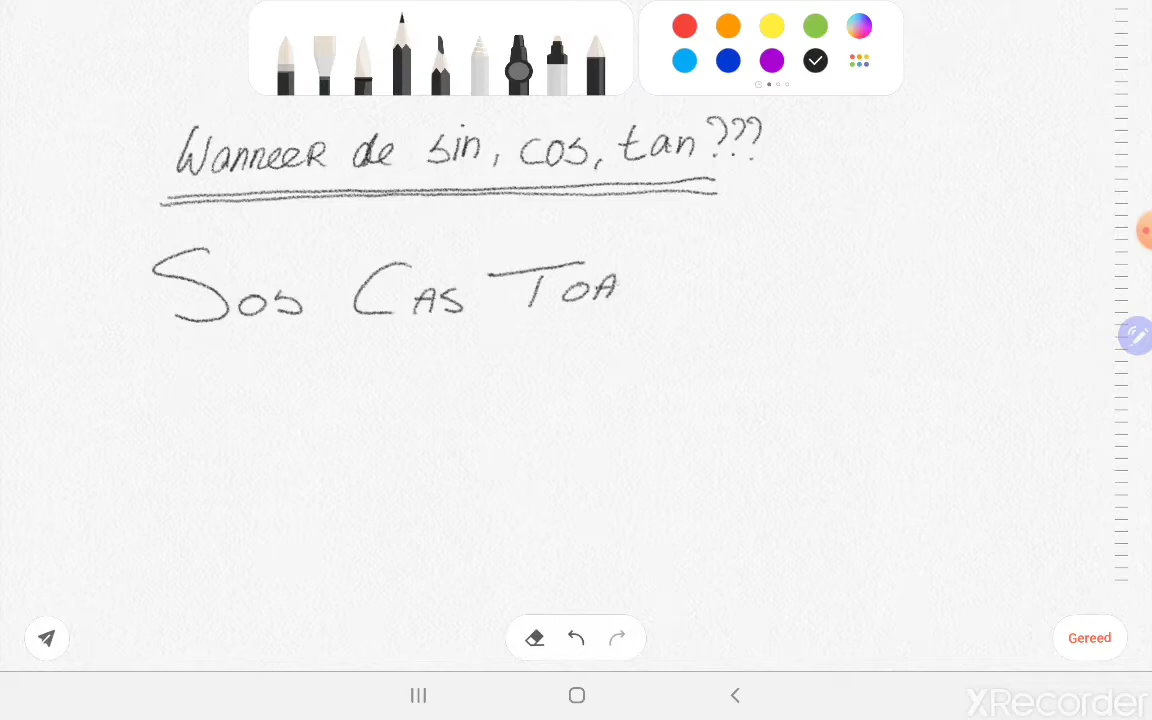 Wanneer de sin, cos, tan???
Sos Cas Toa
Gereed
XRecorder